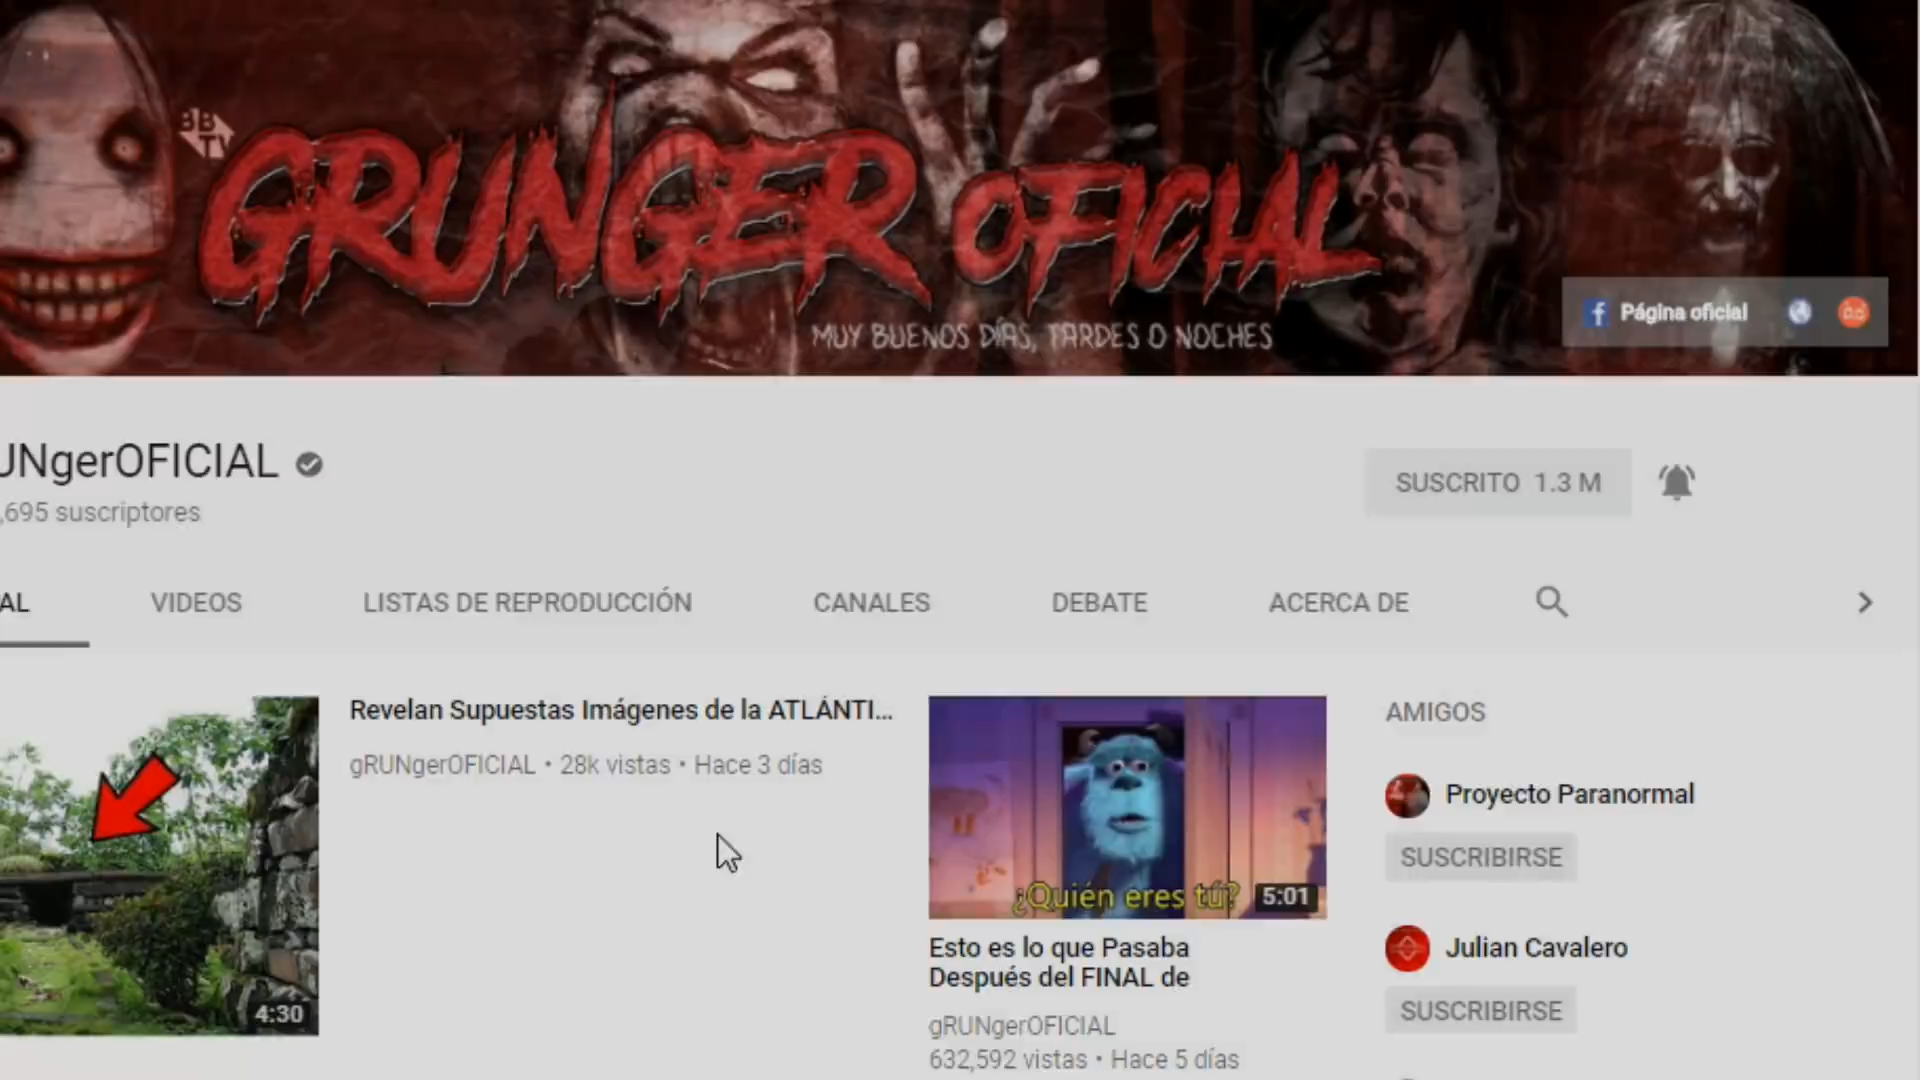 BB
TV
GRUNGER OFICIAL
MUY BUENOS DÍAS, TARDES O NOCHES
Página oficial
UNgerOFICIAL
,695 suscriptores
SUSCRITO 1.3 M
AL
VIDEOS
LISTAS DE REPRODUCCIÓN
CANALES
DEBATE
ACERCA DE
4:30
Revelan Supuestas Imágenes de la ATLÁNTI...
gRUNgerOFICIAL • 28k vistas • Hace 3 días
¿Quién eres tú?
5:01
Esto es lo que Pasaba
Después del FINAL de
gRUNgerOFICIAL
632,592 vistas • Hace 5 días
AMIGOS
Proyecto Paranormal
SUSCRIBIRSE
Julian Cavalero
SUSCRIBIRSE